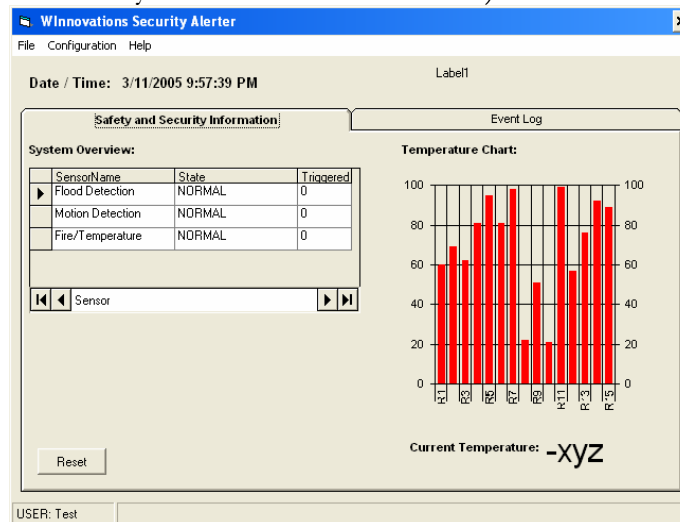 WInnovations Security Alerter
File Configuration Help
Date / Time: 3/11/2005 9:57:39 PM
Label1
Safety and Security Information
Event Log
System Overview:
SensorName State Triggered
Flood Detection NORMAL 0
Motion Detection NORMAL 0
Fire/Temperature NORMAL 0
Sensor
Temperature Chart:
100 100
80 80
60 60
40 40
20 20
0 0
R1 R3 R5 R7 R9 R11 R13 R15
Current Temperature: -xyz
Reset
USER: Test